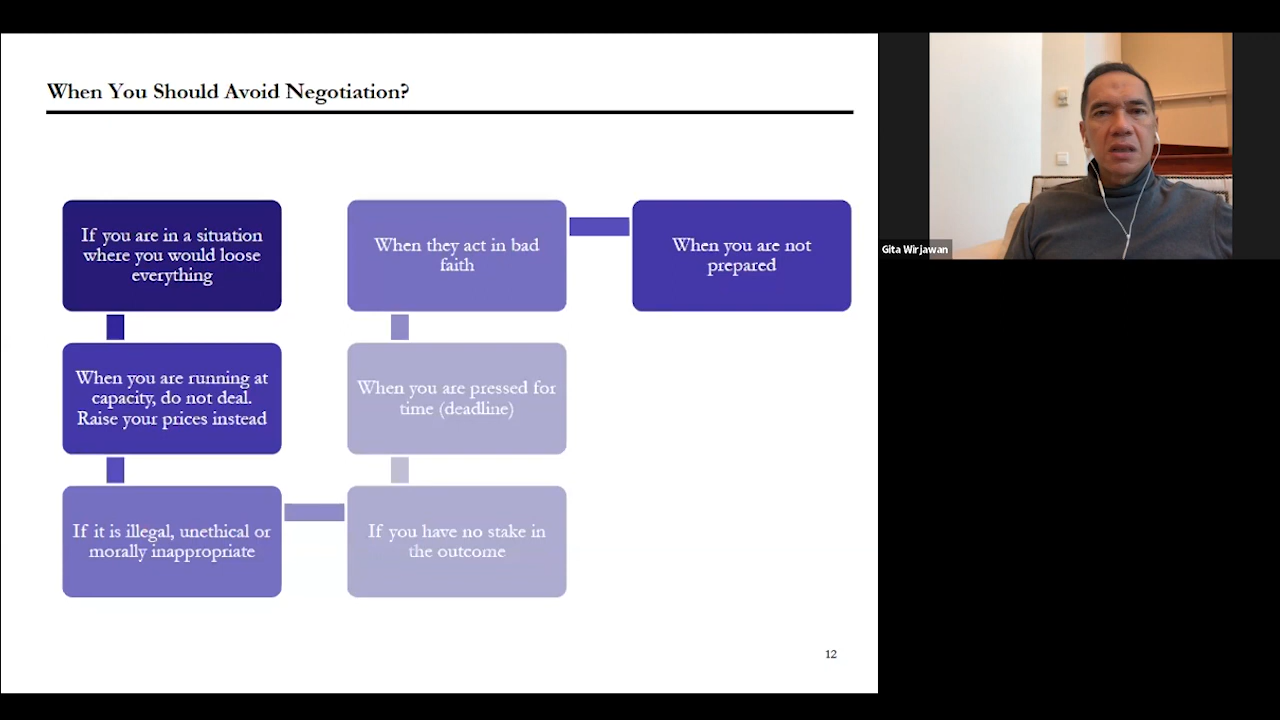 When You Should Avoid Negotiation?
If you are in a situation
where you would loose
everything
When you are running at
capacity, do not deal.
Raise your prices instead
If it is illegal, unethical or
morally inappropriate
If you have no stake in
the outcome
When you are pressed for
time (deadline)
When they act in bad
faith
When you are not
prepared
12
Gita Wirjawan